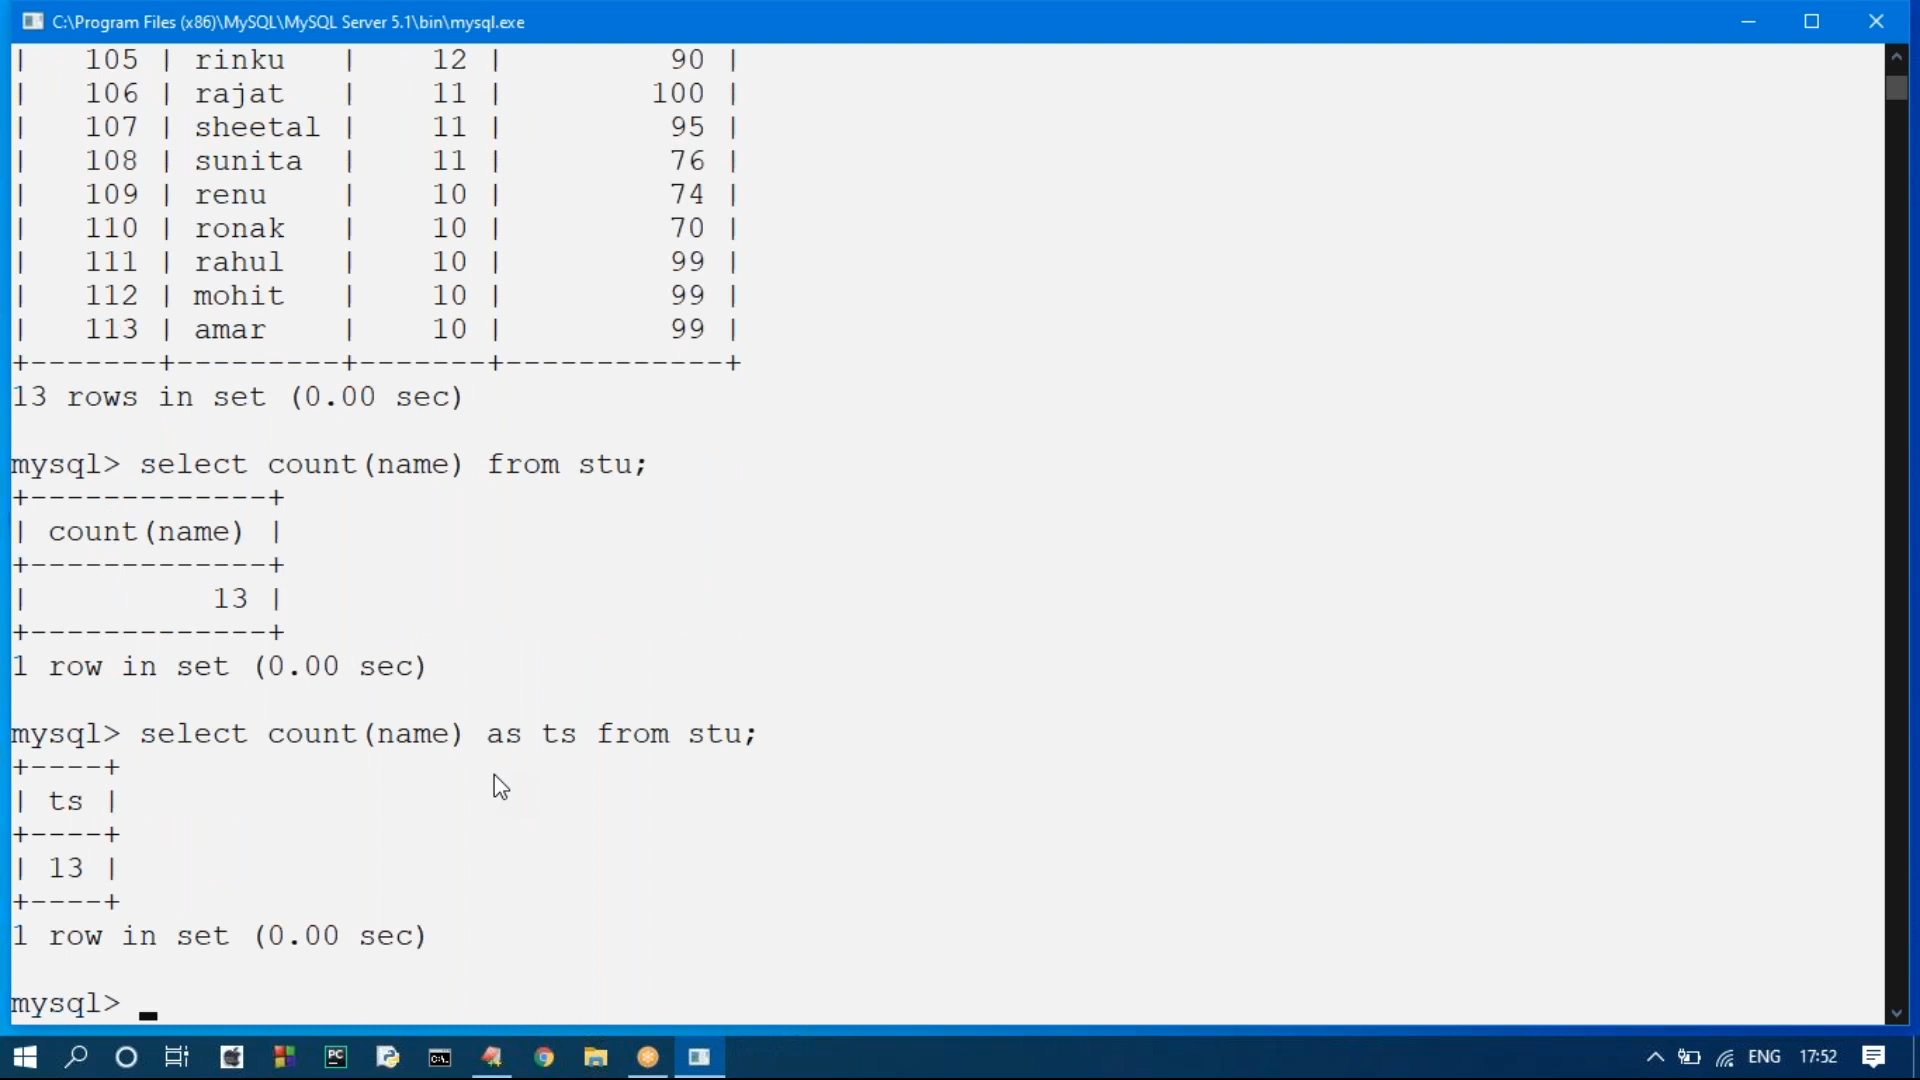 C:\Program Files (x86)\MySQL\MySQL Server 5.1\bin\mysql.exe
|   105 | rinku   |    12 |         90 |
|   106 | rajat   |    11 |        100 |
|   107 | sheetal |    11 |         95 |
|   108 | sunita  |    11 |         76 |
|   109 | renu    |    10 |         74 |
|   110 | ronak   |    10 |         70 |
|   111 | rahul   |    10 |         99 |
|   112 | mohit   |    10 |         99 |
|   113 | amar    |    10 |         99 |
+-------+---------+-------+------------+
13 rows in set (0.00 sec)
mysql> select count(name) from stu;
+-------------+
| count(name) |
+-------------+
|          13 |
+-------------+
1 row in set (0.00 sec)
mysql> select count(name) as ts from stu;
+----+
| ts |
+----+
| 13 |
+----+
1 row in set (0.00 sec)
mysql> _
PC C:\. ENG 17:52